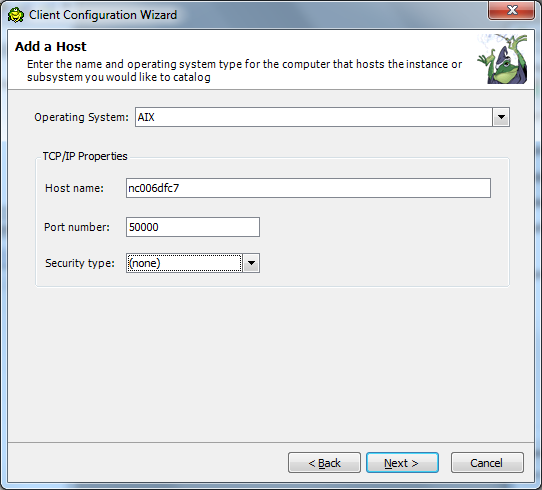 Client Configuration Wizard
Add a Host
Enter the name and operating system type for the computer that hosts the instance or
subsystem you would like to catalog
Operating System: AIX
TCP/IP Properties
Host name: nc006dfc7
Port number: 50000
Security type: (none)
< Back Next > Cancel